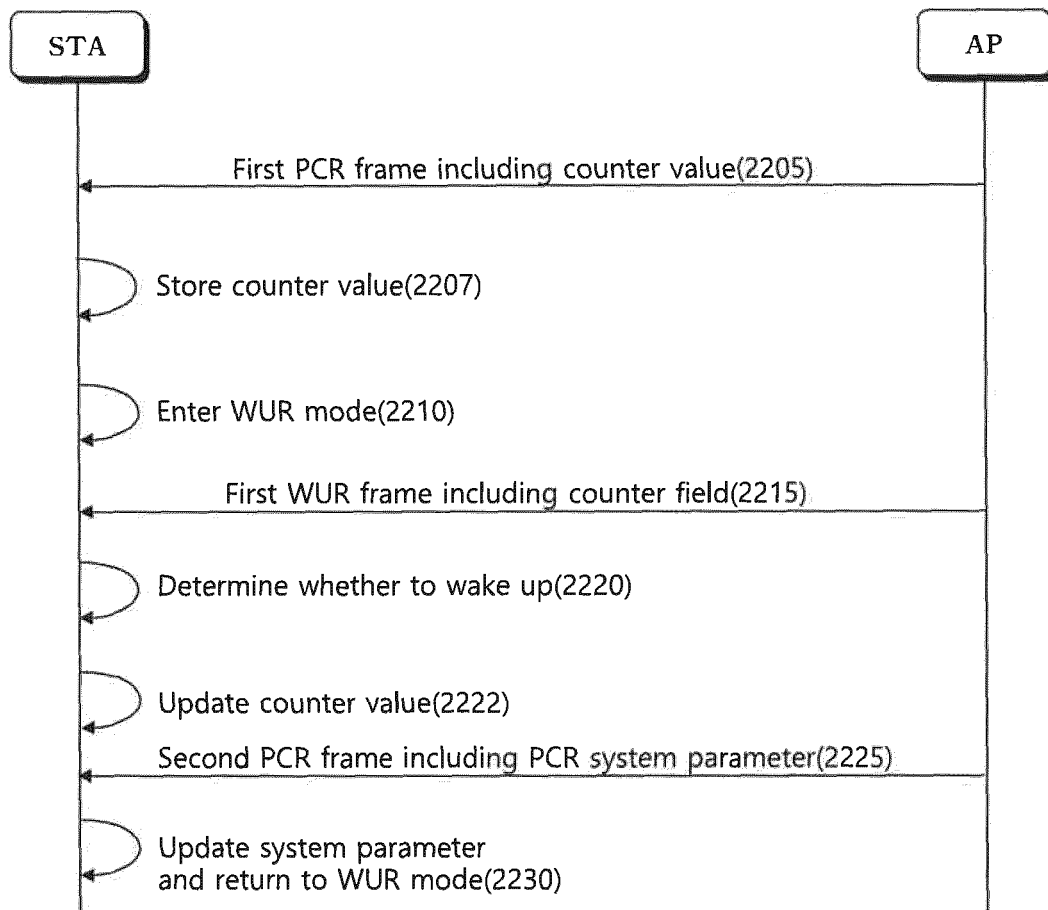 STA
AP
First PCR frame including counter value(2205)
Store counter value(2207)
Enter WUR mode(2210)
First WUR frame including counter field(2215)
Determine whether to wake up(2220)
Update counter value(2222)
Second PCR frame including PCR system parameter(2225)
Update system parameter
and return to WUR mode(2230)